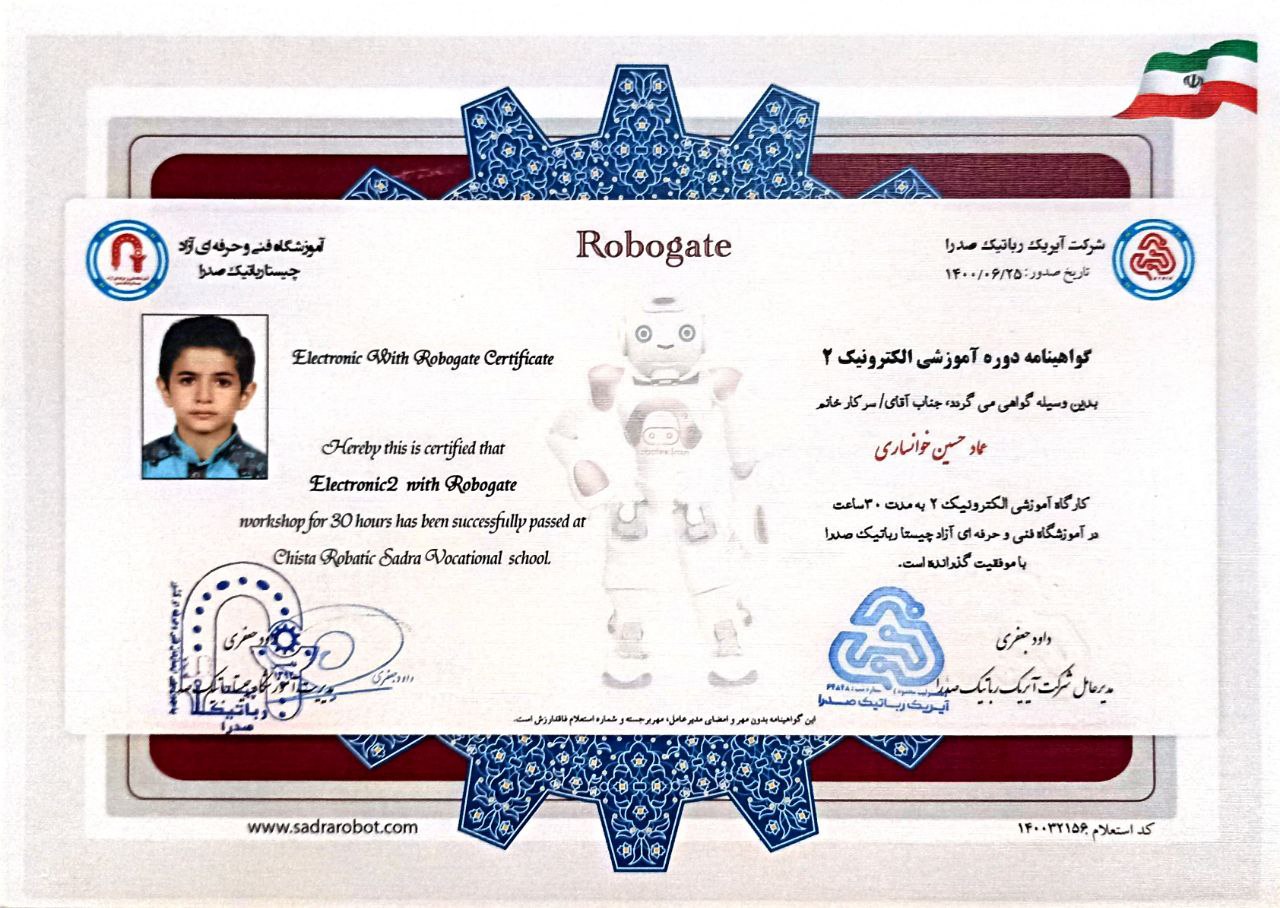 Robogate
شرکت آیریک رباتیک صدرا
تاریخ صدور: ۱۴۰۰/۰۶/۲۵
آموزشگاه فنی و حرفه ای آزاد
چیستا رباتیک صدرا
گواهینامه دوره آموزشی الکترونیک ۲
بدین وسیله گواهی می گردد، جناب آقای/ سرکار خانم
عماد حسین خوانساری
کارگاه آموزشی الکترونیک ۲ به مدت ۳۰ ساعت
در آموزشگاه فنی و حرفه ای آزاد چیستا رباتیک صدرا
با موفقیت گذرانده است.
داود جعفری
مدیرعامل شرکت آیریک رباتیک صدرا
آیریک رباتیک صدرا
Electronic With Robogate Certificate
Hereby this is certified that
Electronic2 with Robogate
workshop for 30 hours has been successfully passed at
Chista Robatic Sadra Vocational school.
داود جعفری
داود جعفری
رباتیک
صدرا
این گواهینامه بدون مهر و امضای مدیرعامل، مهر برجسته و شماره استعلام فاقد ارزش است.
www.sadrarobot.com
کد استعلام: ۱۴۰۰۳۲۱۵۶